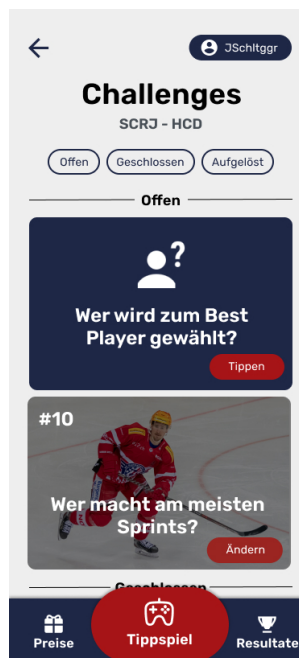 JSchltggr
Challenges
SCRJ - HCD
Offen
Geschlossen
Aufgelöst
Offen
?
Wer wird zum Best
Player gewählt?
Tippen
#10
Wer macht am meisten
Sprints?
Ändern
Geschlossen
Preise
Tippspiel
Resultate